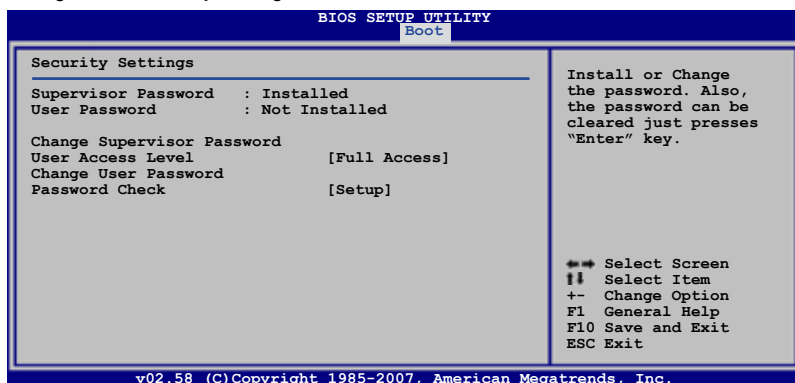 BIOS SETUP UTILITY
Boot
Security Settings
Supervisor Password : Installed
User Password : Not Installed
Change Supervisor Password
User Access Level [Full Access]
Change User Password
Password Check [Setup]
Install or Change
the password. Also,
the password can be
cleared just presses
“Enter” key.
←→ Select Screen
↑↓ Select Item
+- Change Option
F1 General Help
F10 Save and Exit
ESC Exit
v02.58 (C)Copyright 1985-2007, American Megatrends, Inc.